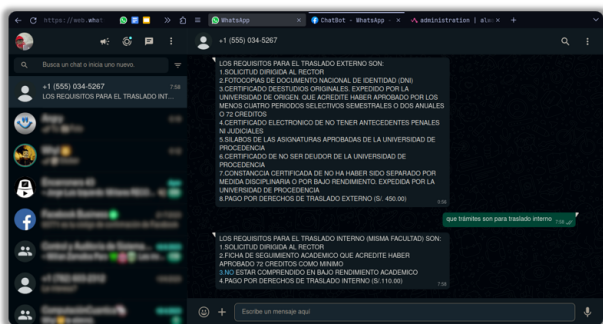 https://web.what
WhatsApp
ChatBot - WhatsApp -
administration | alw
Busca un chat o inicia uno nuevo.
+1 (555) 034-5267
7:58
LOS REQUISITOS PARA EL TRASLADO INT...
+1 (555) 034-5267
LOS REQUISITOS PARA EL TRASLADO EXTERNO SON:
1.SOLICITUD DIRIGIDA AL RECTOR
2.FOTOCOPIAS DE DOCUMENTO NACIONAL DE IDENTIDAD (DNI)
3.CERTIFICADO DEESTUDIOS ORIGINALES. EXPEDIDO POR LA
UNIVERSIDAD DE ORIGEN. QUE ACREDITE HABER APROBADO POR LOS
MENOS CUATRO PERIODOS SELECTIVOS SEMESTRALES O DOS ANUALES
O 72 CREDITOS
4.CERTIFICADO ELECTRONICO DE NO TENER ANTECEDENTES PENALES
NI JUDICIALES
5.SILABOS DE LAS ASIGNATURAS APROBADAS DE LA UNIVERSIDAD DE
PROCEDENCIA
6.CERTIFICADO DE NO SER DEUDOR DE LA UNIVERSIDAD DE
PROCEDENCIA
7.CONSTANCCIA CERTIFICADA DE NO HA HABER SIDO SEPARADO POR
MEDIDA DISCIPLINARIA O POR BAJO RENDIMIENTO. EXPEDIDA POR LA
UNIVERSIDAD DE PROCEDENCIA
8.PAGO POR DERECHOS DE TRASLADO EXTERNO (S/. 450.00)
que trámites son para traslado interno
7:58
LOS REQUISITOS PARA EL TRASLADO INTERNO (MISMA FACULTAD) SON:
1.SOLICITUD DIRIGIDA AL RECTOR
2.FICHA DE SEGUIMIENTO ACADEMICO QUE ACREDITE HABER
APROBADO 72 CREDITOS COMO MINIMO
3.NO ESTAR COMPRENDIDO EN BAJO RENDIMIENTO ACADEMICO
4.PAGO POR DERECHOS DE TRASLADO INTERNO (S/.110.00)
7:58
Escribe un mensaje aquí